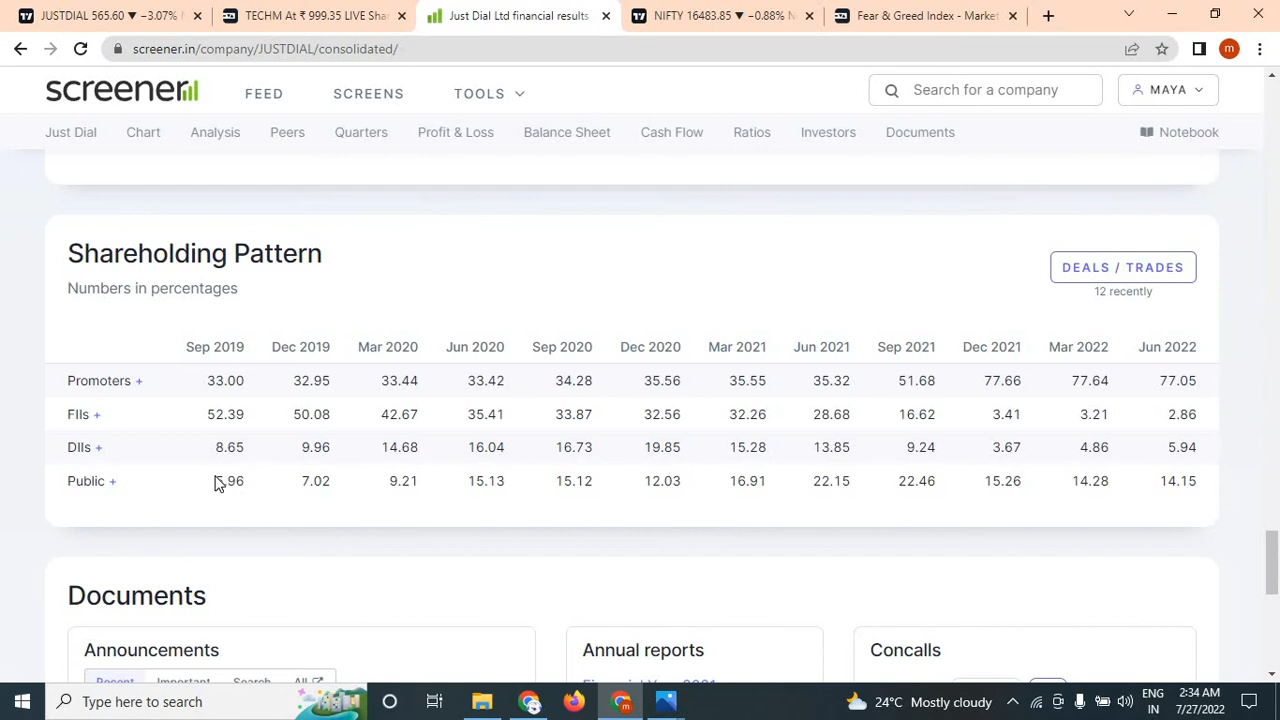 JUSTDIAL 565.60 ▼ −3.07%
TECHM At ₹ 999.35 LIVE Shar
Just Dial Ltd financial results
NIFTY 16483.85 ▼ −0.88% N
Fear & Greed Index - Market
screener.in/company/JUSTDIAL/consolidated/
m
screener
FEED
SCREENS
TOOLS
Search for a company
MAYA
Just Dial
Chart
Analysis
Peers
Quarters
Profit & Loss
Balance Sheet
Cash Flow
Ratios
Investors
Documents
Notebook
Shareholding Pattern
DEALS / TRADES
Numbers in percentages
12 recently
Sep 2019 Dec 2019 Mar 2020 Jun 2020 Sep 2020 Dec 2020 Mar 2021 Jun 2021 Sep 2021 Dec 2021 Mar 2022 Jun 2022
Promoters + 33.00 32.95 33.44 33.42 34.28 35.56 35.55 35.32 51.68 77.66 77.64 77.05
FIIs + 52.39 50.08 42.67 35.41 33.87 32.56 32.26 28.68 16.62 3.41 3.21 2.86
DIIs + 8.65 9.96 14.68 16.04 16.73 19.85 15.28 13.85 9.24 3.67 4.86 5.94
Public + .96 7.02 9.21 15.13 15.12 12.03 16.91 22.15 22.46 15.26 14.28 14.15
Documents
Announcements
Annual reports
Concalls
Recent
Important
Search
All
Financial Year 2021
Type here to search
m
24°C Mostly cloudy
ENG
IN
2:34 AM
7/27/2022